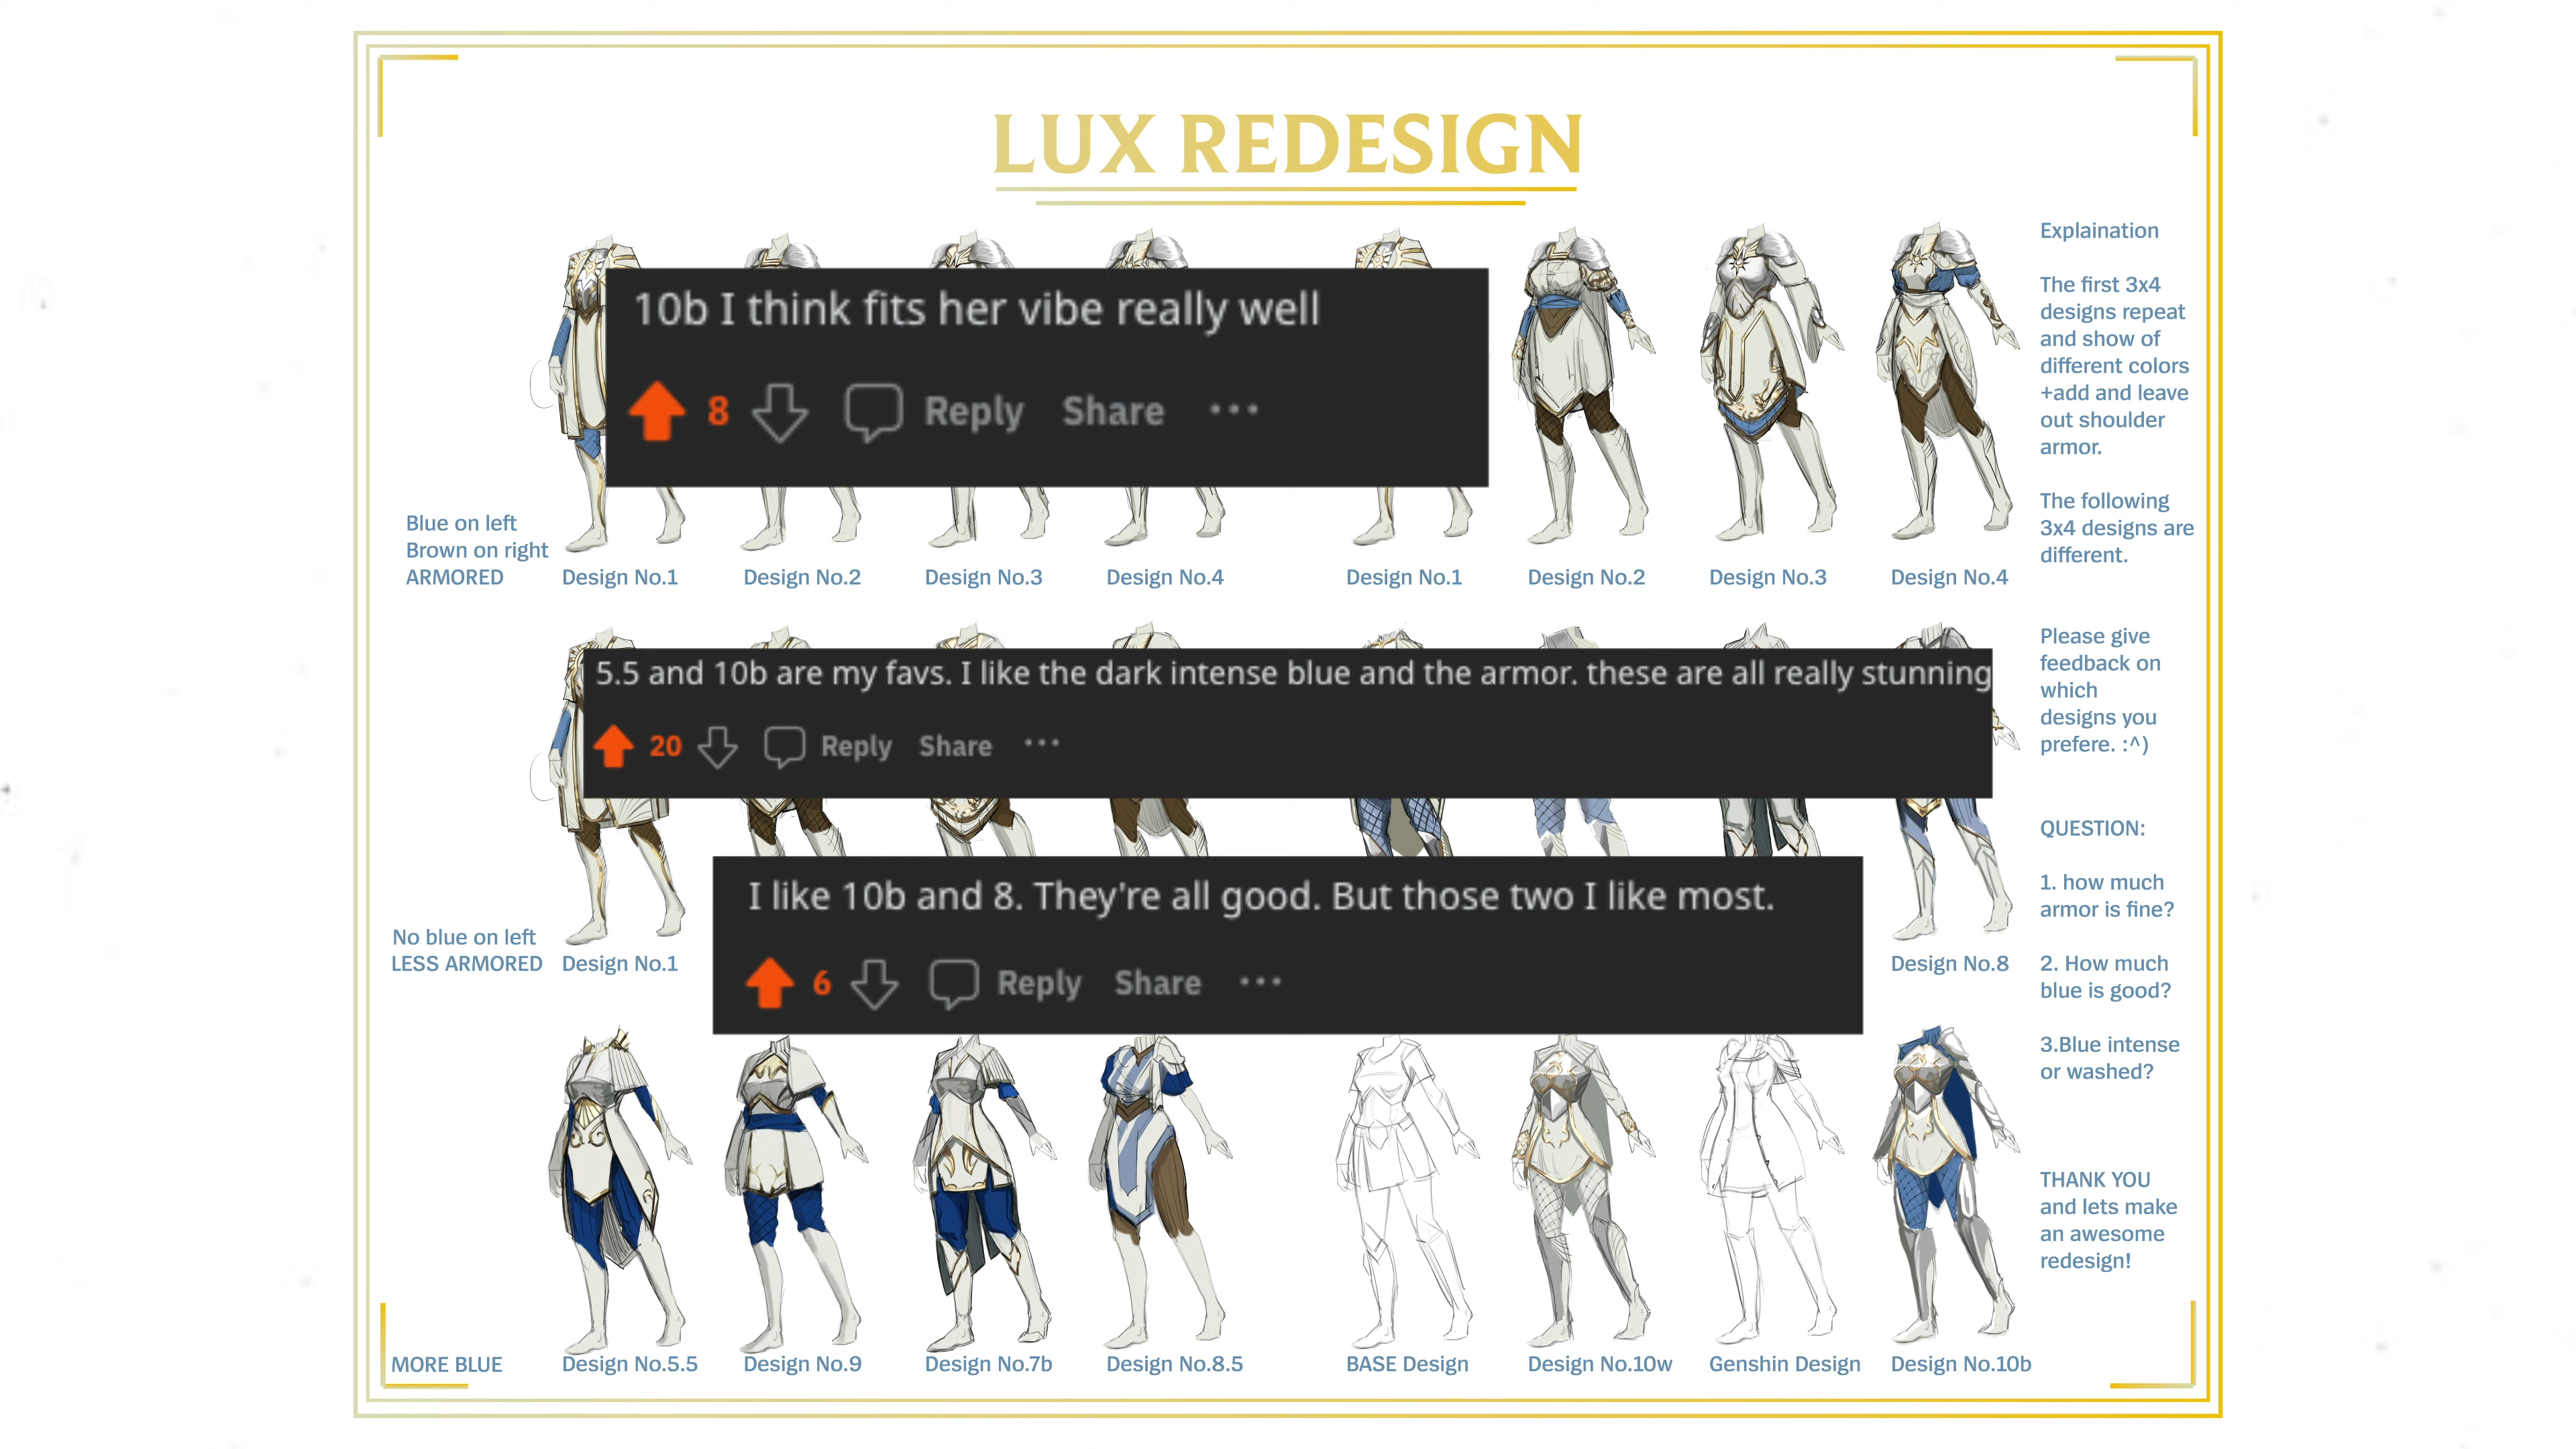 LUX REDESIGN
10b I think fits her vibe really well
8 Reply Share ...
Blue on left
Brown on right
ARMORED
Design No.1
Design No.2
Design No.3
Design No.4
Design No.1
Design No.2
Design No.3
Design No.4
Explaination
The first 3x4
designs repeat
and show of
different colors
+add and leave
out shoulder
armor.
The following
3x4 designs are
different.
5.5 and 10b are my favs. I like the dark intense blue and the armor. these are all really stunning
20 Reply Share ...
I like 10b and 8. They're all good. But those two I like most.
6 Reply Share ...
No blue on left
LESS ARMORED
Design No.1
Design No.8
Please give
feedback on
which
designs you
prefere. :^)
QUESTION:
1. how much
armor is fine?
2. How much
blue is good?
3.Blue intense
or washed?
THANK YOU
and lets make
an awesome
redesign!
MORE BLUE
Design No.5.5
Design No.9
Design No.7b
Design No.8.5
BASE Design
Design No.10w
Genshin Design
Design No.10b